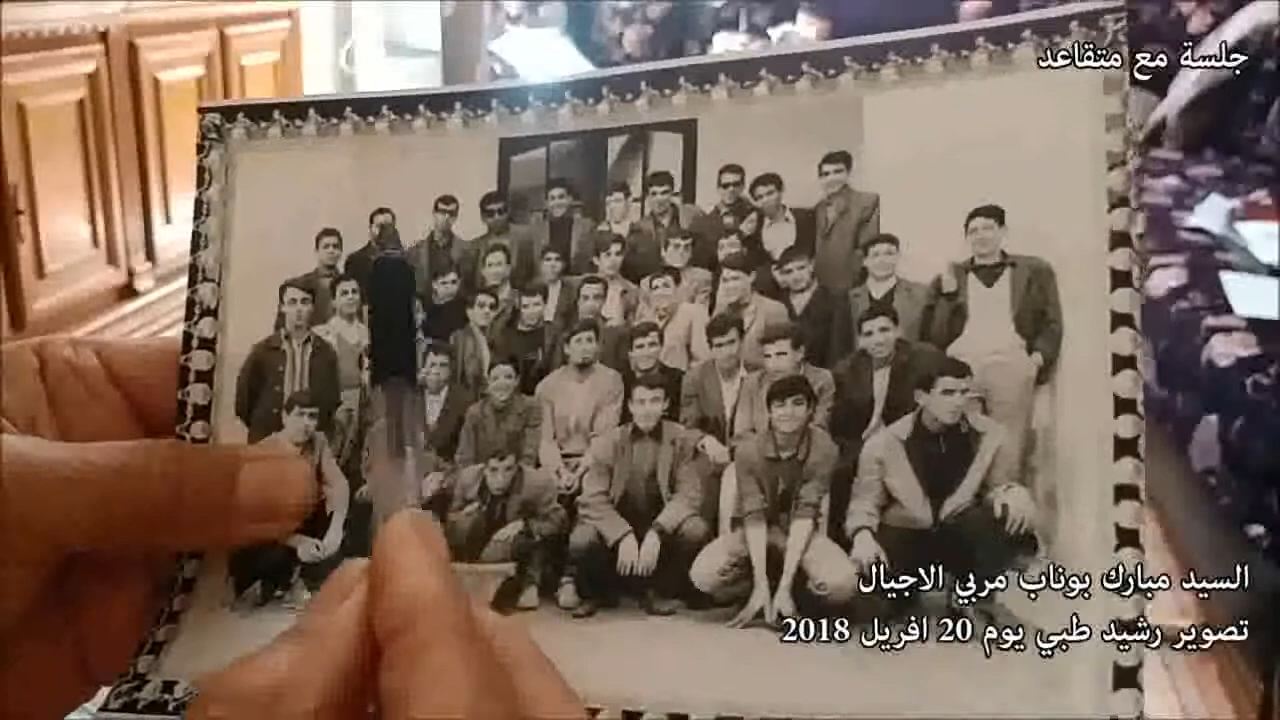 جلسة مع متقاعد
السيد مبارك بوناب مربي الاجيال
تصوير رشيد طبي يوم 20 افريل 2018